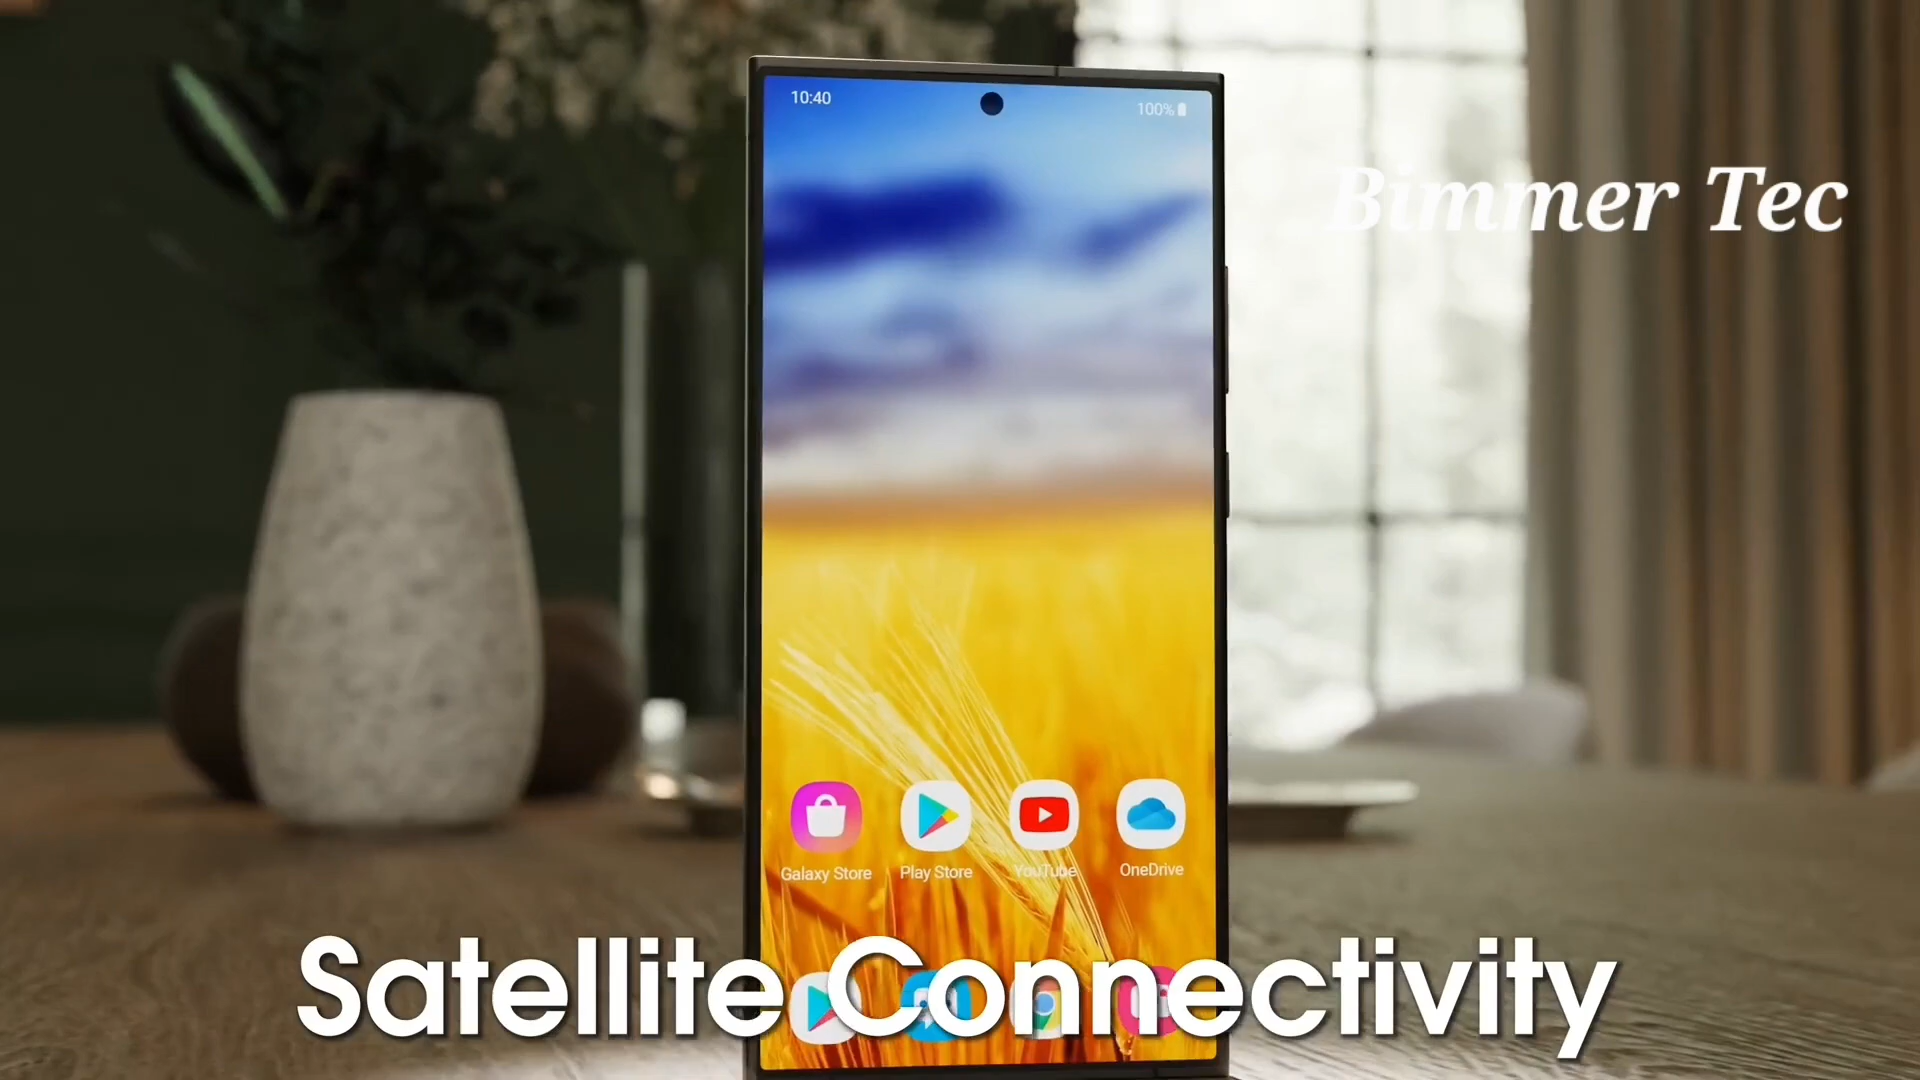 10:40
100%
Bimmer Tec
Galaxy Store
Play Store
YouTube
OneDrive
Satellite Connectivity